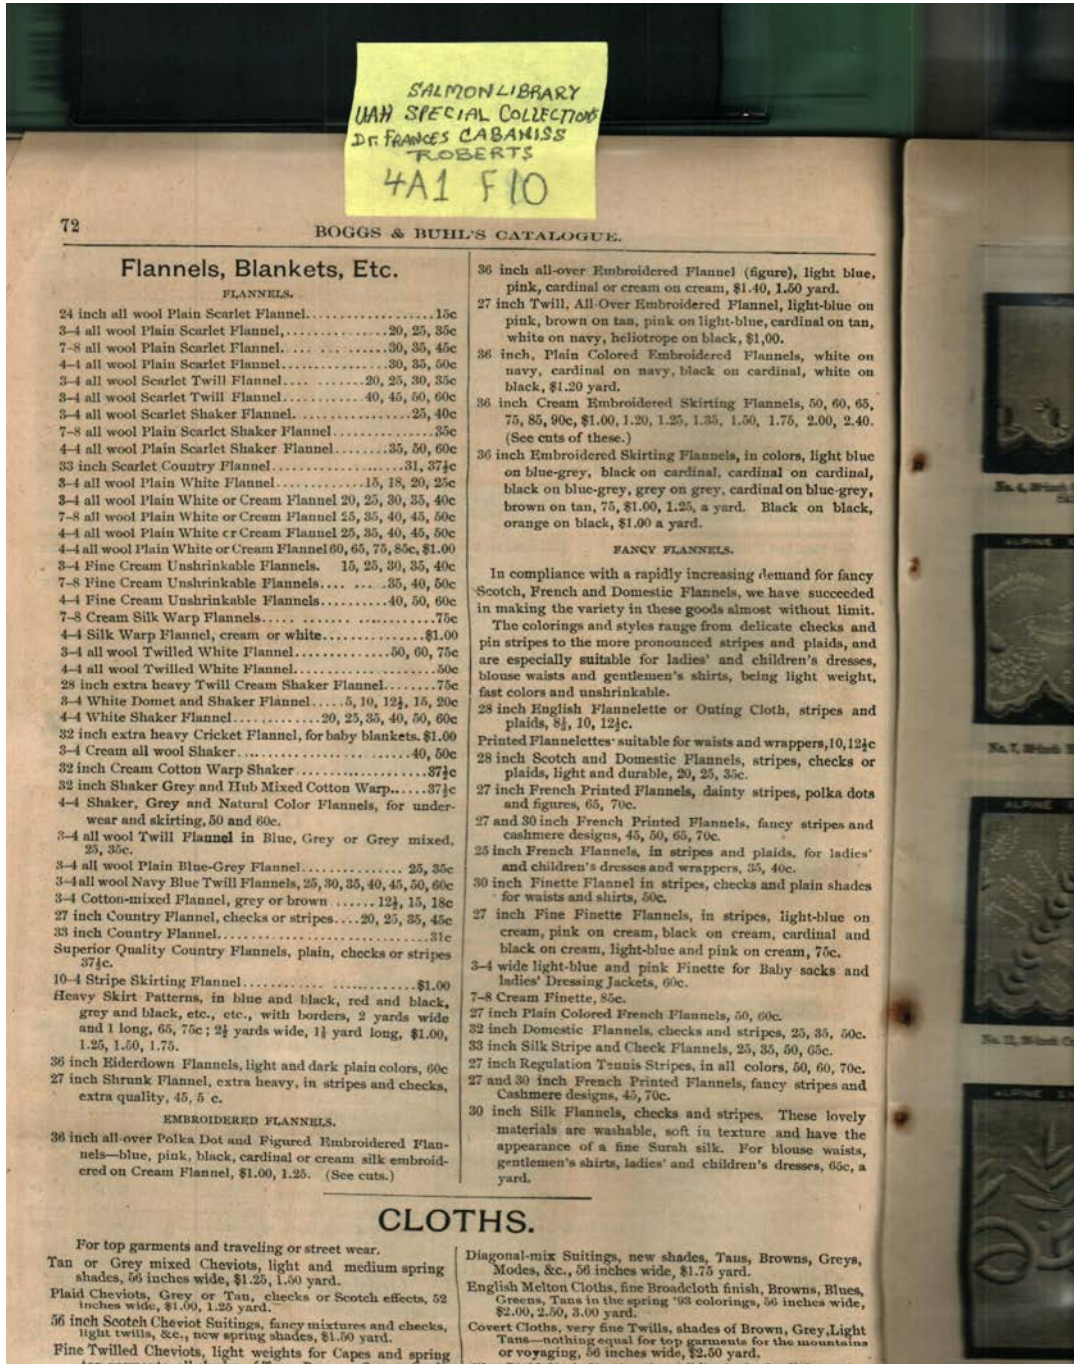 SALMON LIBRARY
UAH SPECIAL COLLECTIONS
Dr. FRANCES CABANISS
ROBERTS
4A1 F10
72
BOGGS & BUHL'S CATALOGUE.
Flannels, Blankets, Etc.
FLANNELS.
24 inch all wool Plain Scarlet Flannel..................15c
3-4 all wool Plain Scarlet Flannel,..............20, 25, 35c
7-8 all wool Plain Scarlet Flannel...............30, 35, 45c
4-4 all wool Plain Scarlet Flannel...............30, 35, 50c
3-4 all wool Scarlet Twill Flannel............20, 25, 30, 35c
3-4 all wool Scarlet Twill Flannel............40, 45, 50, 60c
3-4 all wool Scarlet Shaker Flannel................25, 40c
7-8 all wool Plain Scarlet Shaker Flannel..............35c
4-4 all wool Plain Scarlet Shaker Flannel........35, 50, 60c
33 inch Scarlet Country Flannel...................31, 37½c
3-4 all wool Plain White Flannel.............15, 18, 20, 25c
3-4 all wool Plain White or Cream Flannel 20, 25, 30, 35, 40c
7-8 all wool Plain White or Cream Flannel 25, 35, 40, 45, 50c
4-4 all wool Plain White or Cream Flannel 25, 35, 40, 45, 50c
4-4 all wool Plain White or Cream Flannel 60, 65, 75, 85c, $1.00
3-4 Fine Cream Unshrinkable Flannels. 15, 25, 30, 35, 40c
7-8 Fine Cream Unshrinkable Flannels.... .... .35, 40, 50c
4-4 Fine Cream Unshrinkable Flannels..........40, 50, 60c
7-8 Cream Silk Warp Flannels..........................75c
4-4 Silk Warp Flannel, cream or white...............$1.00
3-4 all wool Twilled White Flannel...............50, 60, 75c
4-4 all wool Twilled White Flannel.....................50c
28 inch extra heavy Twill Cream Shaker Flannel........75c
3-4 White Domet and Shaker Flannel.....5, 10, 12½, 15, 20c
4-4 White Shaker Flannel.............20, 25, 35, 40, 50, 60c
32 inch extra heavy Cricket Flannel, for baby blankets. $1.00
3-4 Cream all wool Shaker.........................40, 50c
32 inch Cream Cotton Warp Shaker...................37½c
32 inch Shaker Grey and Hub Mixed Cotton Warp......37½c
4-4 Shaker, Grey and Natural Color Flannels, for under-
wear and skirting, 50 and 60c.
3-4 all wool Twill Flannel in Blue, Grey or Grey mixed,
25, 35c.
3-4 all wool Plain Blue-Grey Flannel............... 25, 35c
3-4 all wool Navy Blue Twill Flannels, 25, 30, 35, 40, 45, 50, 60c
3-4 Cotton-mixed Flannel, grey or brown ...... 12½, 15, 18c
27 inch Country Flannel, checks or stripes....20, 25, 35, 45c
33 inch Country Flannel...............................31c
Superior Quality Country Flannels, plain, checks or stripes
37½c.
10-4 Stripe Skirting Flannel.........................$1.00
Heavy Skirt Patterns, in blue and black, red and black,
grey and black, etc., etc., with borders, 2 yards wide
and 1 long, 65, 75c; 2½ yards wide, 1½ yard long, $1.00,
1.25, 1.50, 1.75.
36 inch Eiderdown Flannels, light and dark plain colors, 60c
27 inch Shrunk Flannel, extra heavy, in stripes and checks,
extra quality, 45, 5 c.
EMBROIDERED FLANNELS.
36 inch all-over Polka Dot and Figured Embroidered Flan-
nels—blue, pink, black, cardinal or cream silk embroid-
ered on Cream Flannel, $1.00, 1.25. (See cuts.)
36 inch all-over Embroidered Flannel (figure), light blue,
pink, cardinal or cream on cream, $1.40, 1.50 yard.
27 inch Twill, All-Over Embroidered Flannel, light-blue on
pink, brown on tan, pink on light-blue, cardinal on tan,
white on navy, heliotrope on black, $1,00.
36 inch, Plain Colored Embroidered Flannels, white on
navy, cardinal on navy, black on cardinal, white on
black, $1.20 yard.
36 inch Cream Embroidered Skirting Flannels, 50, 60, 65,
75, 85, 90c, $1.00, 1.20, 1.25, 1.35, 1.50, 1.75, 2.00, 2.40.
(See cuts of these.)
36 inch Embroidered Skirting Flannels, in colors, light blue
on blue-grey, black on cardinal, cardinal on cardinal,
black on blue-grey, grey on grey, cardinal on blue-grey,
brown on tan, 75, $1.00, 1.25, a yard. Black on black,
orange on black, $1.00 a yard.
FANCY FLANNELS.
In compliance with a rapidly increasing demand for fancy
Scotch, French and Domestic Flannels, we have succeeded
in making the variety in these goods almost without limit.
The colorings and styles range from delicate checks and
pin stripes to the more pronounced stripes and plaids, and
are especially suitable for ladies' and children's dresses,
blouse waists and gentlemen's shirts, being light weight,
fast colors and unshrinkable.
28 inch English Flannelette or Outing Cloth, stripes and
plaids, 8½, 10, 12½c.
Printed Flannelettes suitable for waists and wrappers, 10, 12½c
28 inch Scotch and Domestic Flannels, stripes, checks or
plaids, light and durable, 20, 25, 35c.
27 inch French Printed Flannels, dainty stripes, polka dots
and figures, 65, 70c.
27 and 30 inch French Printed Flannels, fancy stripes and
cashmere designs, 45, 50, 65, 70c.
25 inch French Flannels, in stripes and plaids, for ladies'
and children's dresses and wrappers, 35, 40c.
30 inch Finette Flannel in stripes, checks and plain shades
for waists and shirts, 50c.
27 inch Fine Finette Flannels, in stripes, light-blue on
cream, pink on cream, black on cream, cardinal and
black on cream, light-blue and pink on cream, 75c.
3-4 wide light-blue and pink Finette for Baby sacks and
ladies' Dressing Jackets, 60c.
7-8 Cream Finette, 85c.
27 inch Plain Colored French Flannels, 50, 60c.
32 inch Domestic Flannels, checks and stripes, 25, 35, 50c.
33 inch Silk Stripe and Check Flannels, 25, 35, 50, 65c.
27 inch Regulation Tennis Stripes, in all colors, 50, 60, 70c.
27 and 30 inch French Printed Flannels, fancy stripes and
Cashmere designs, 45, 70c.
30 inch Silk Flannels, checks and stripes. These lovely
materials are washable, soft in texture and have the
appearance of a fine Surah silk. For blouse waists,
gentlemen's shirts, ladies' and children's dresses, 65c, a
yard.
CLOTHS.
For top garments and traveling or street wear.
Tan or Grey mixed Cheviots, light and medium spring
shades, 56 inches wide, $1.25, 1.50 yard.
Plaid Cheviots, Grey or Tan, checks or Scotch effects, 52
inches wide, $1.00, 1.25 yard.
56 inch Scotch Cheviot Suitings, fancy mixtures and checks,
light twills, &c., new spring shades, $1.50 yard.
Fine Twilled Cheviots, light weights for Capes and spring
Diagonal-mix Suitings, new shades, Tans, Browns, Greys,
Modes, &c., 56 inches wide, $1.75 yard.
English Melton Cloths, fine Broadcloth finish, Browns, Blues,
Greens, Tans in the spring '93 colorings, 56 inches wide,
$2.00, 2.50, 3.00 yard.
Covert Cloths, very fine Twills, shades of Brown, Grey, Light
Tans—nothing equal for top garments for the mountains
or voyaging, 56 inches wide, $2.50 yard.
ALPINE
ALPINE
ALPINE